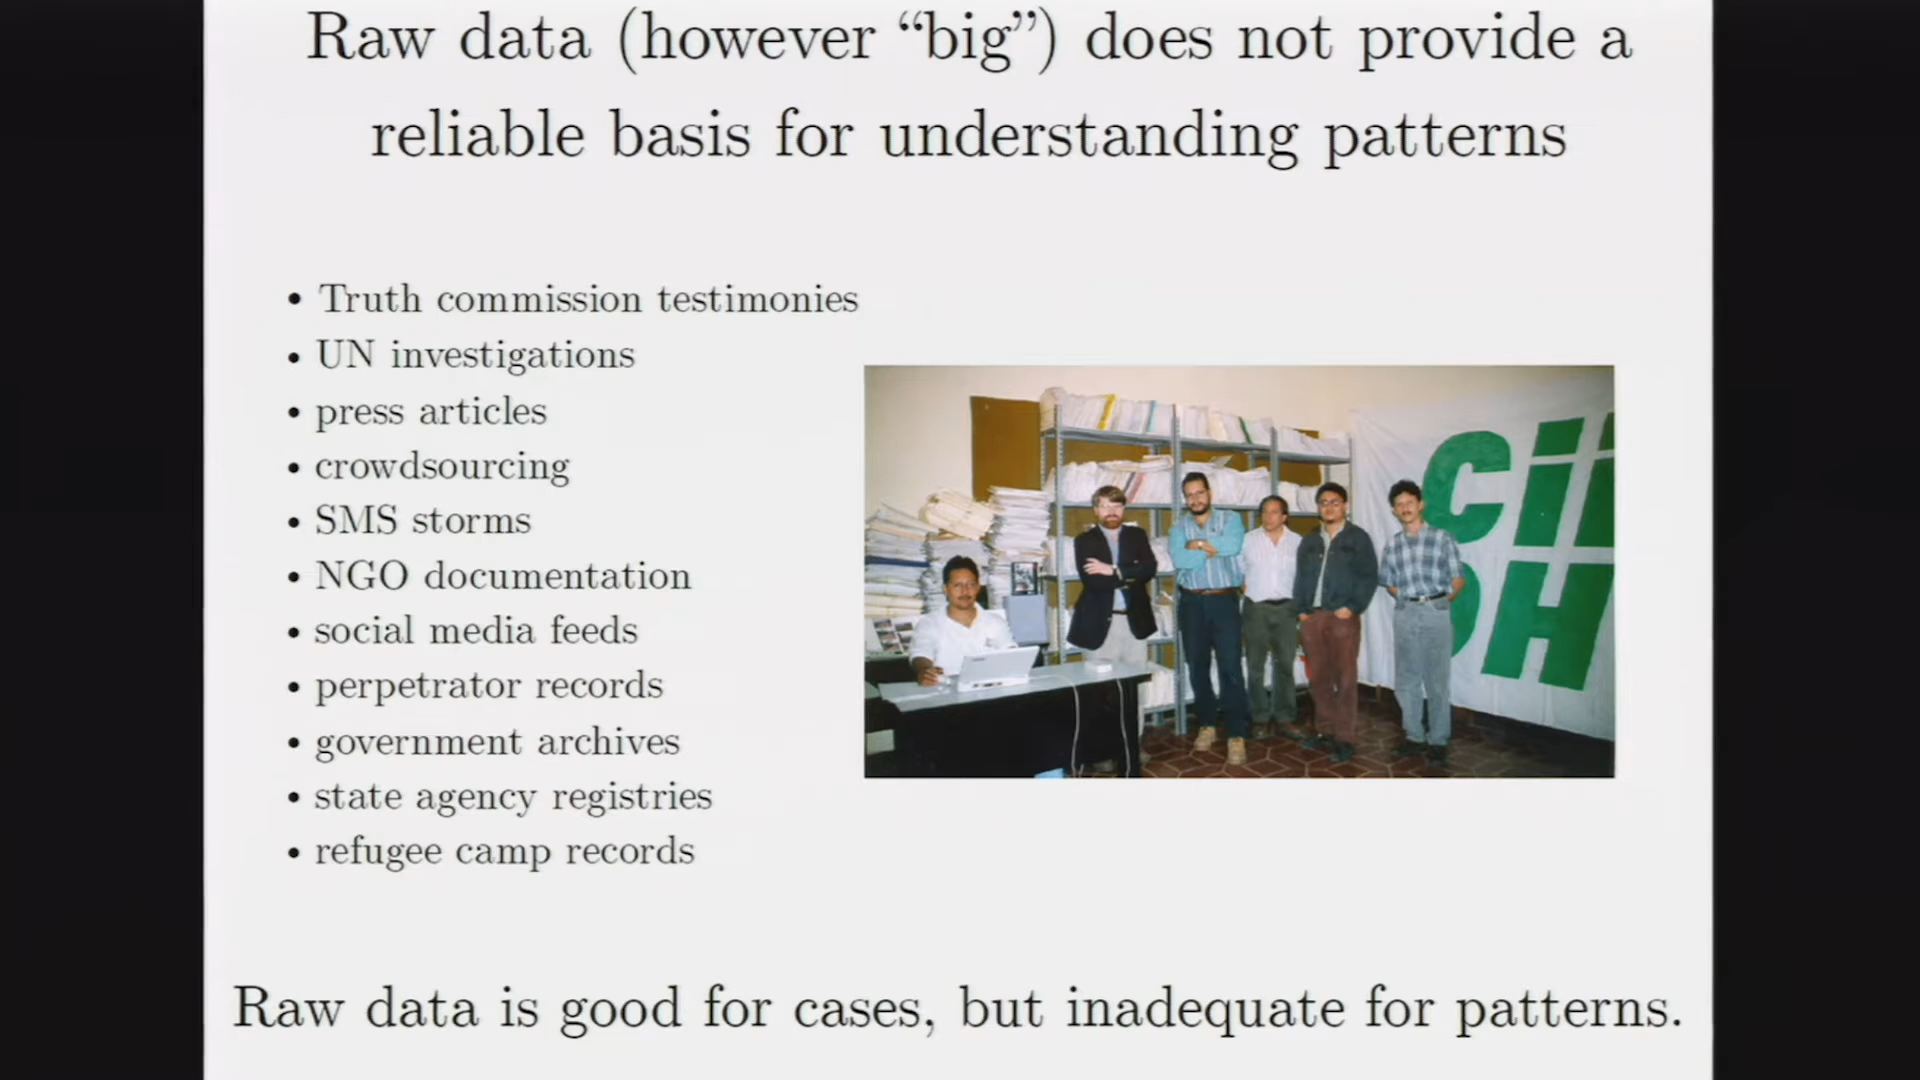 Raw data (however “big”) does not provide a
reliable basis for understanding patterns
• Truth commission testimonies
• UN investigations
• press articles
• crowdsourcing
• SMS storms
• NGO documentation
• social media feeds
• perpetrator records
• government archives
• state agency registries
• refugee camp records
Cii
DH
Raw data is good for cases, but inadequate for patterns.